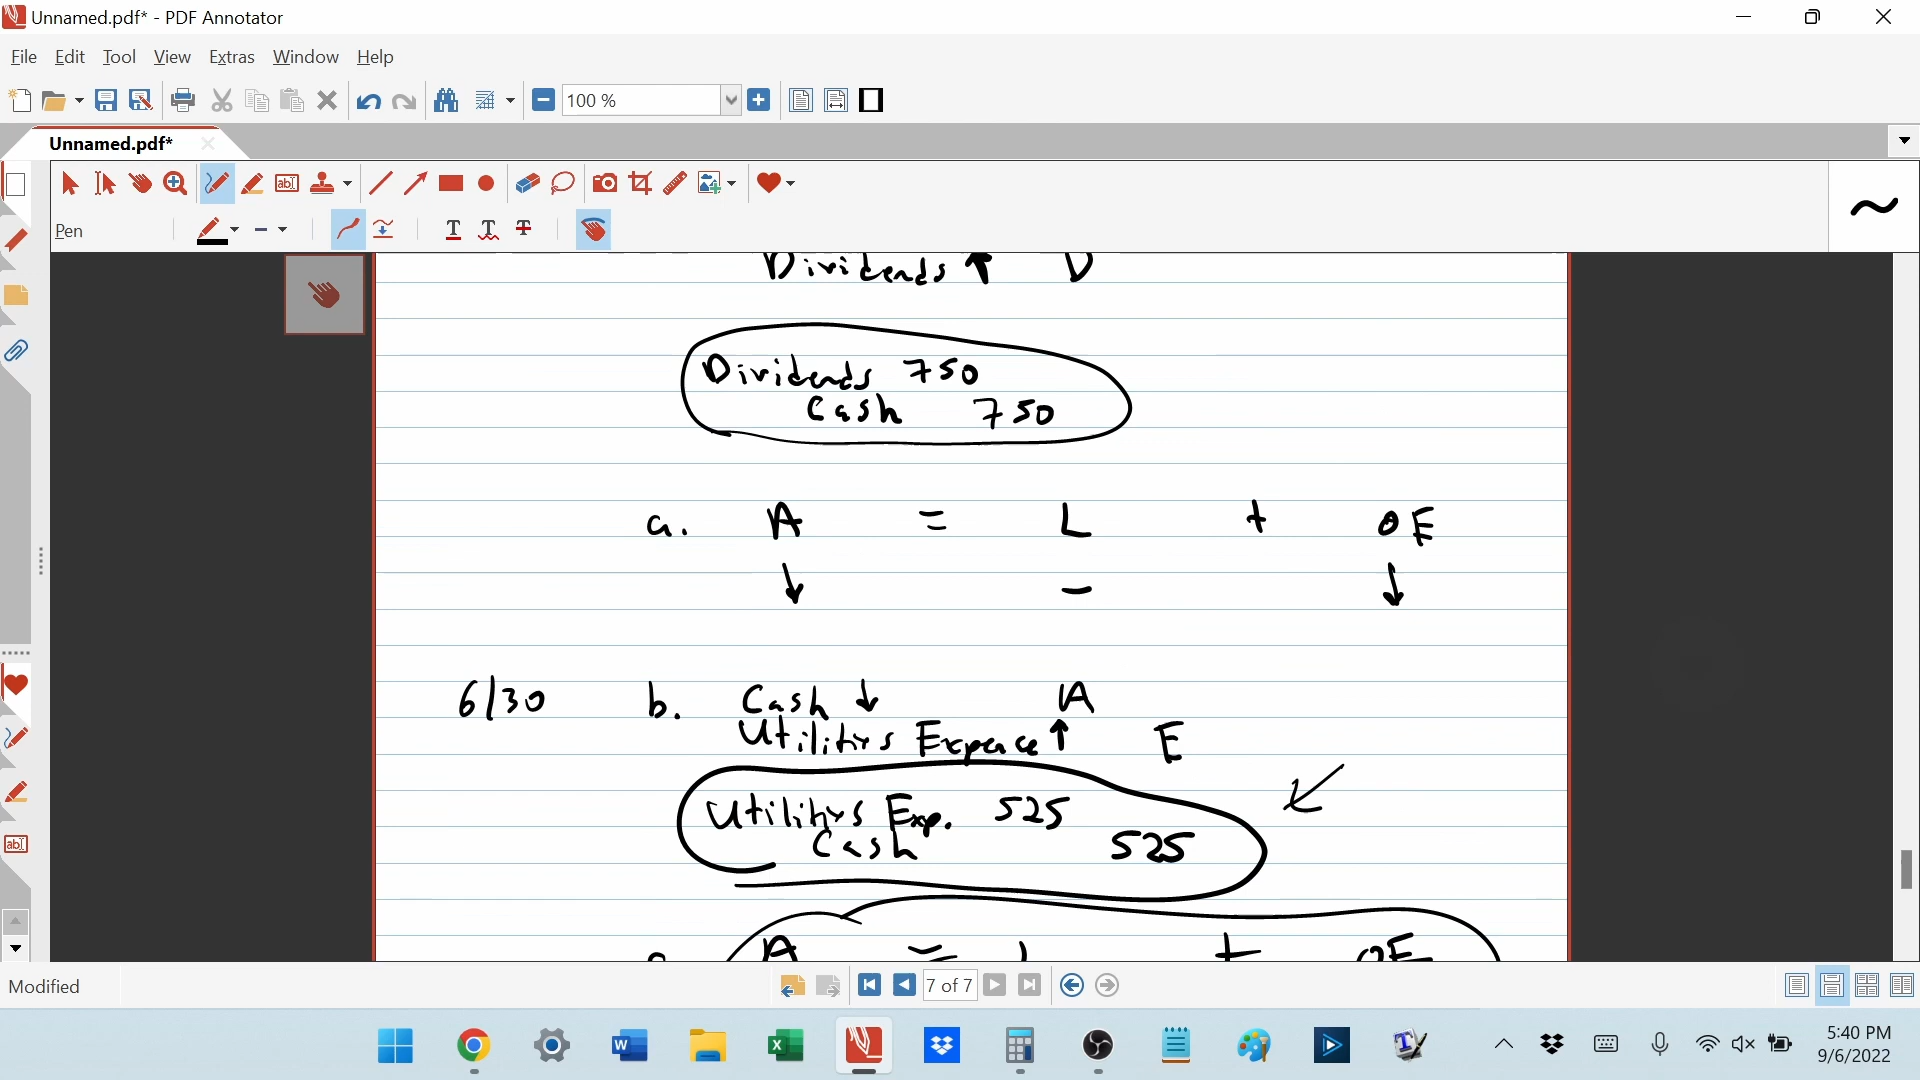 Unnamed.pdf* - PDF Annotator
File Edit Tool View Extras Window Help
100 %
Unnamed.pdf*
Pen
Dividends ↑ D
Dividends 750
Cash 750
a. A = L + OE
↓ - ↓
6/30 b. Cash ↓ A
Utilities Expense ↑ E
Utilities Exp. 525
Cash 525
A = L + OE
Modified
7 of 7
5:40 PM
9/6/2022